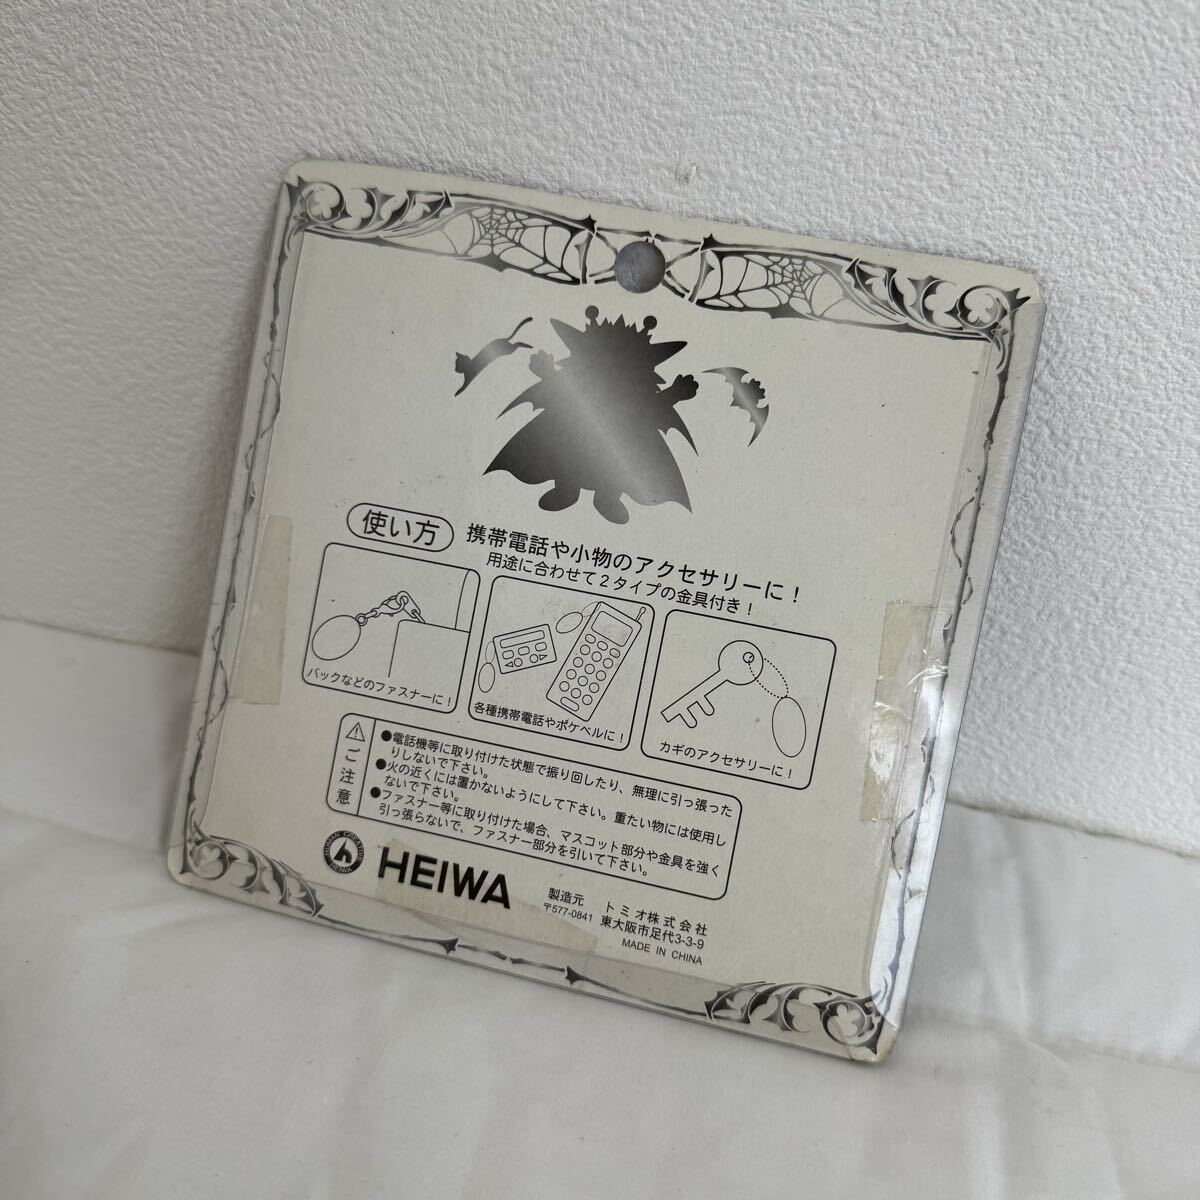 使い方
携帯電話や小物のアクセサリーに！
用途に合わせて２タイプの金具付き！
バックなどのファスナーに！
各種携帯電話やポケベルに！
カギのアクセサリーに！
ご注意
●電話機等に取り付けた状態で振り回したり、無理に引っ張った
りしないで下さい。
●火の近くには置かないようにして下さい。重たい物には使用し
ないで下さい。
●ファスナー等に取り付けた場合、マスコット部分や金具を強く
引っ張らないで、ファスナー部分を引いて下さい。
HEIWA
HEIWA
製造元 トミオ株式会社
〒577-0841 東大阪市足代3-3-9
MADE IN CHINA